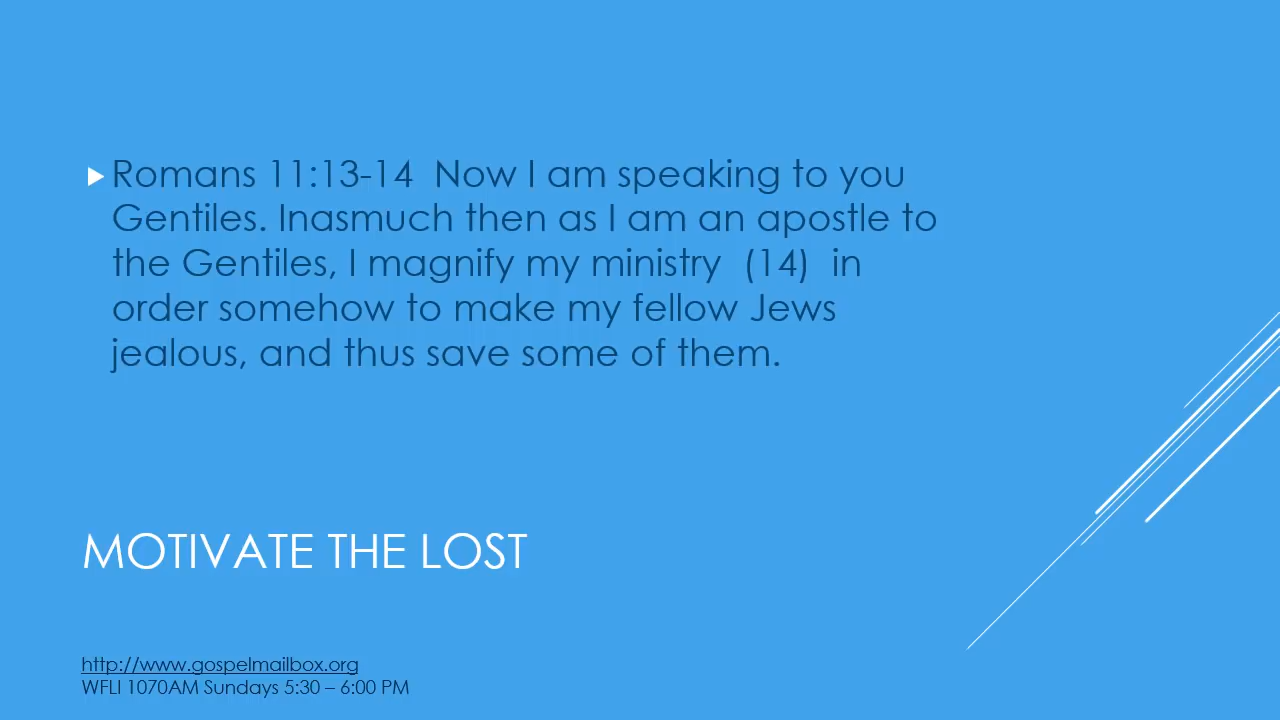 Romans 11:13-14  Now I am speaking to you
Gentiles. Inasmuch then as I am an apostle to
the Gentiles, I magnify my ministry  (14)  in
order somehow to make my fellow Jews
jealous, and thus save some of them.
MOTIVATE THE LOST
http://www.gospelmailbox.org
WFLI 1070AM Sundays 5:30 – 6:00 PM